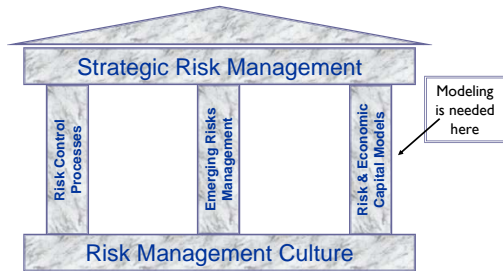 Strategic Risk Management
Risk Control
Processes
Emerging Risks
Management
Risk & Economic
Capital Models
Modeling
is needed
here
Risk Management Culture